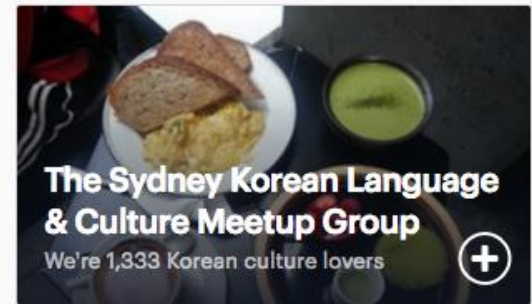 The Sydney Korean Language
& Culture Meetup Group
We're 1,333 Korean culture lovers